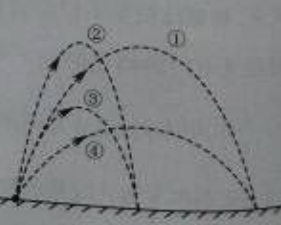 ②
①
③
④